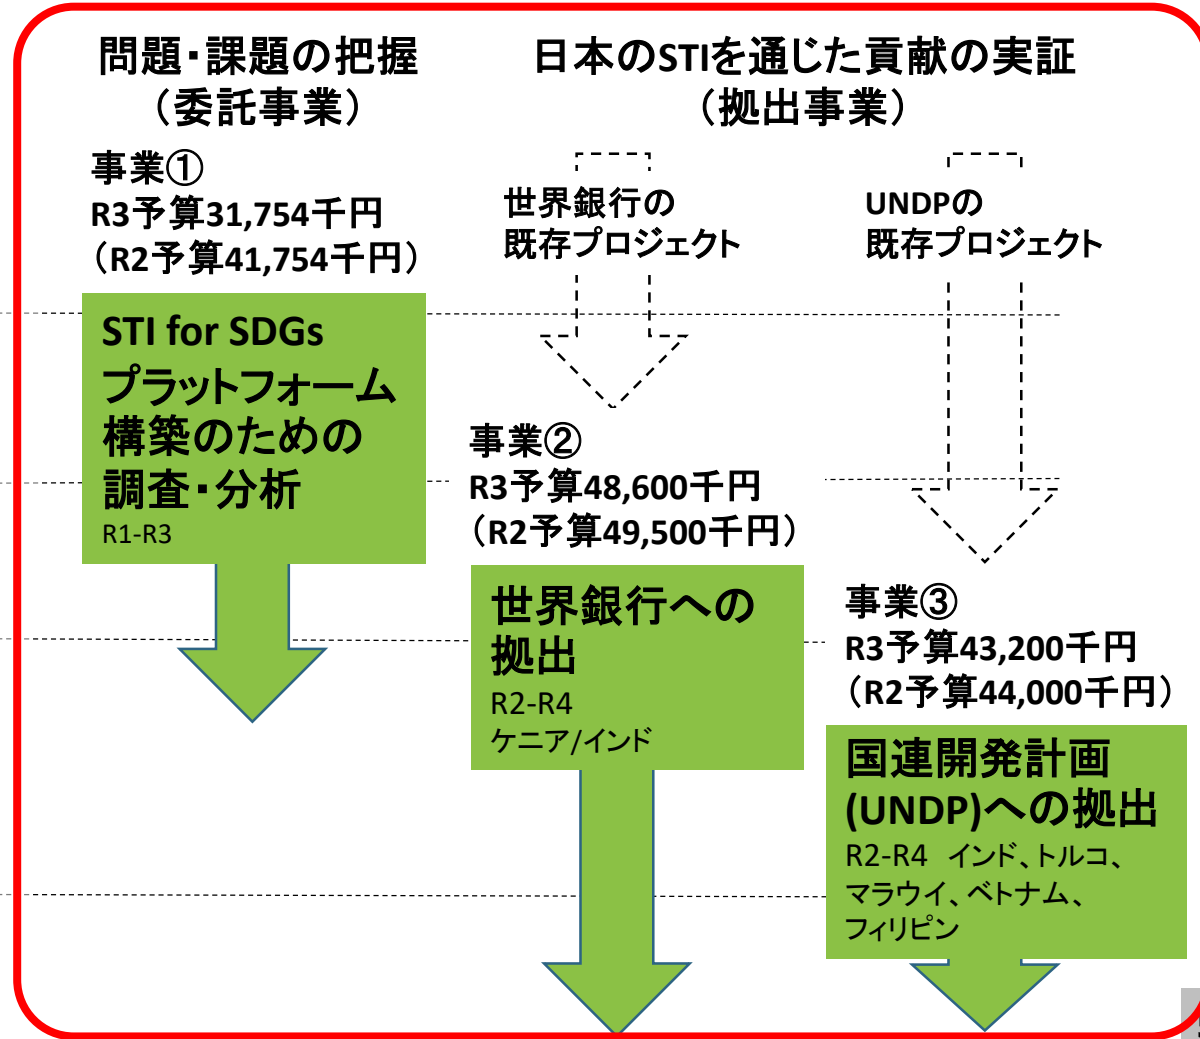 問題・課題の把握
（委託事業）
日本のSTIを通じた貢献の実証
（拠出事業）
事業①
R3予算31,754千円
（R2予算41,754千円）
STI for SDGs
プラットフォーム
構築のための
調査・分析
R1-R3
世界銀行の
既存プロジェクト
事業②
R3予算48,600千円
（R2予算49,500千円）
世界銀行への
拠出
R2-R4
ケニア/インド
UNDPの
既存プロジェクト
事業③
R3予算43,200千円
（R2予算44,000千円）
国連開発計画
(UNDP)への拠出
R2-R4　インド、トルコ、
マラウイ、ベトナム、
フィリピン